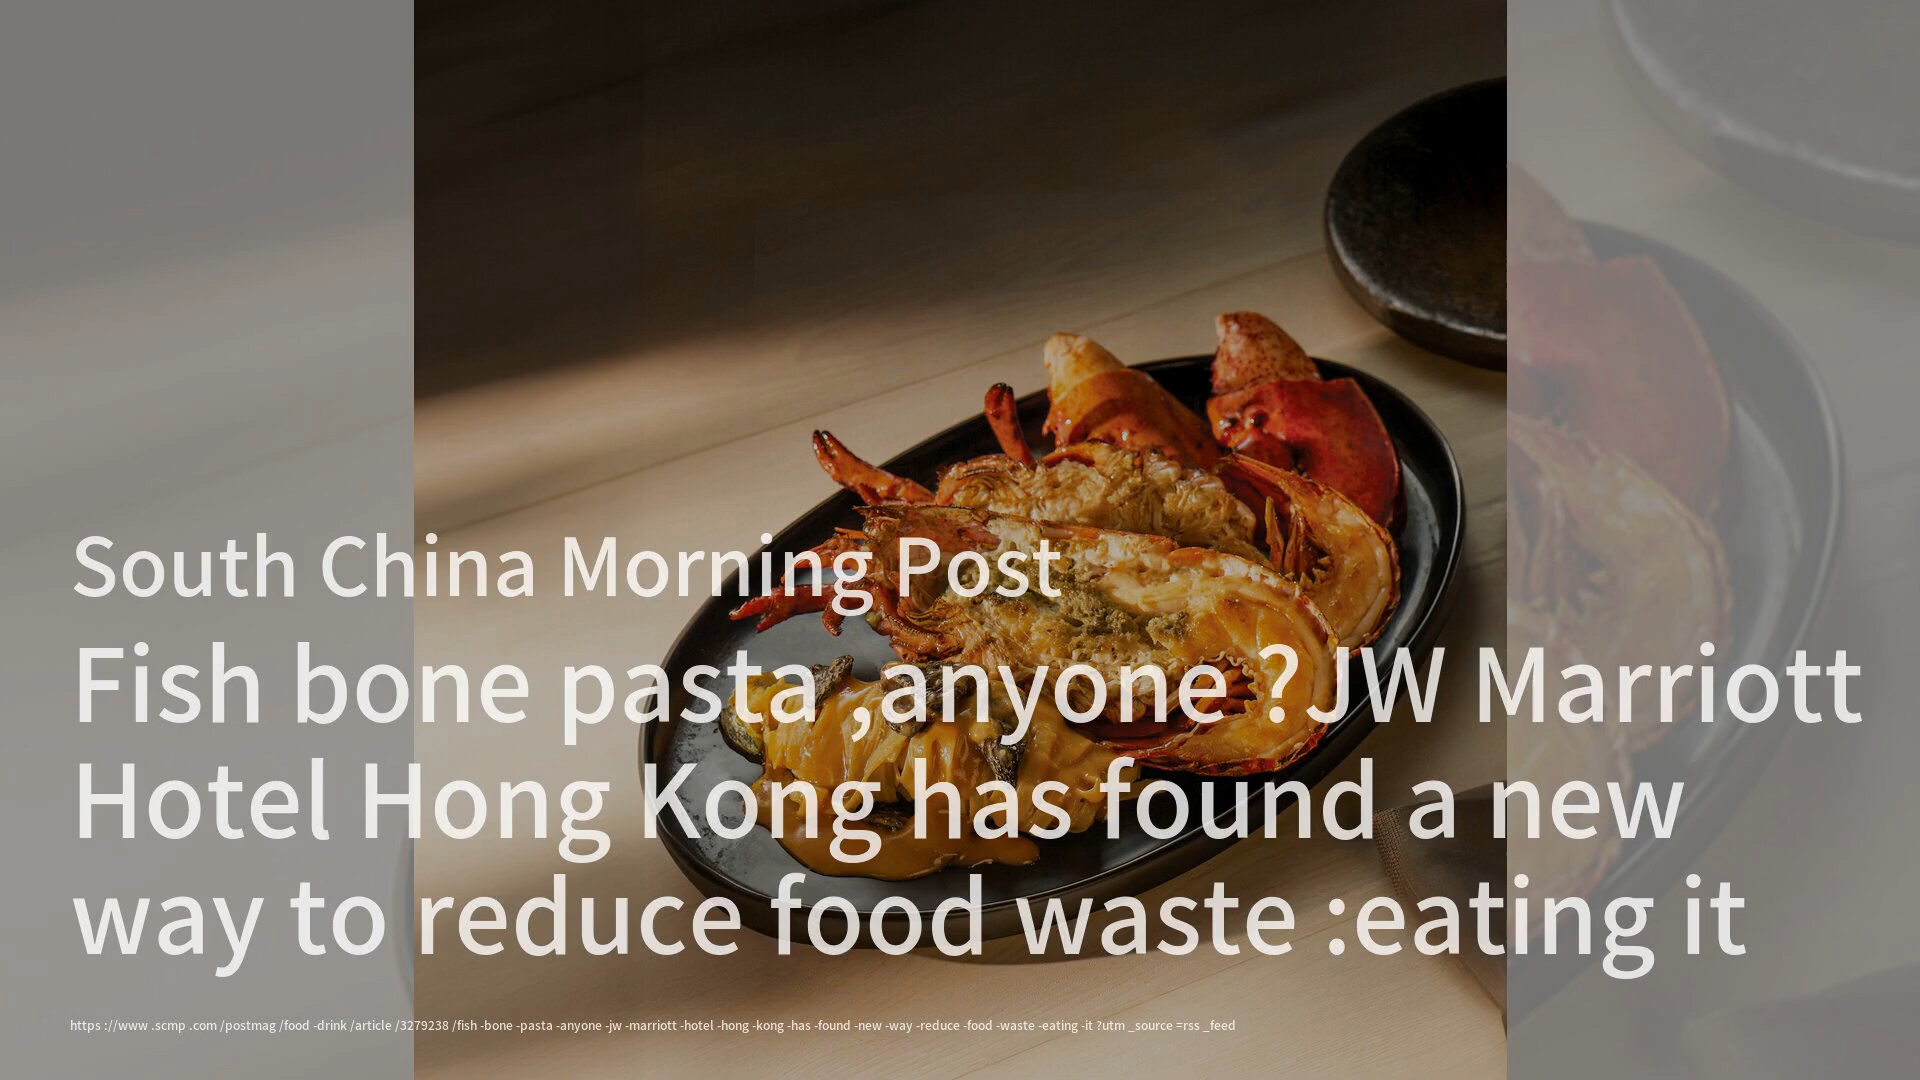 South China Morning Post
Fish bone pasta ,anyone ?JW Marriott
Hotel Hong Kong has found a new
way to reduce food waste :eating it
https ://www .scmp .com /postmag /food -drink /article /3279238 /fish -bone -pasta -anyone -jw -marriott -hotel -hong -kong -has -found -new -way -reduce -food -waste -eating -it ?utm _source =rss _feed